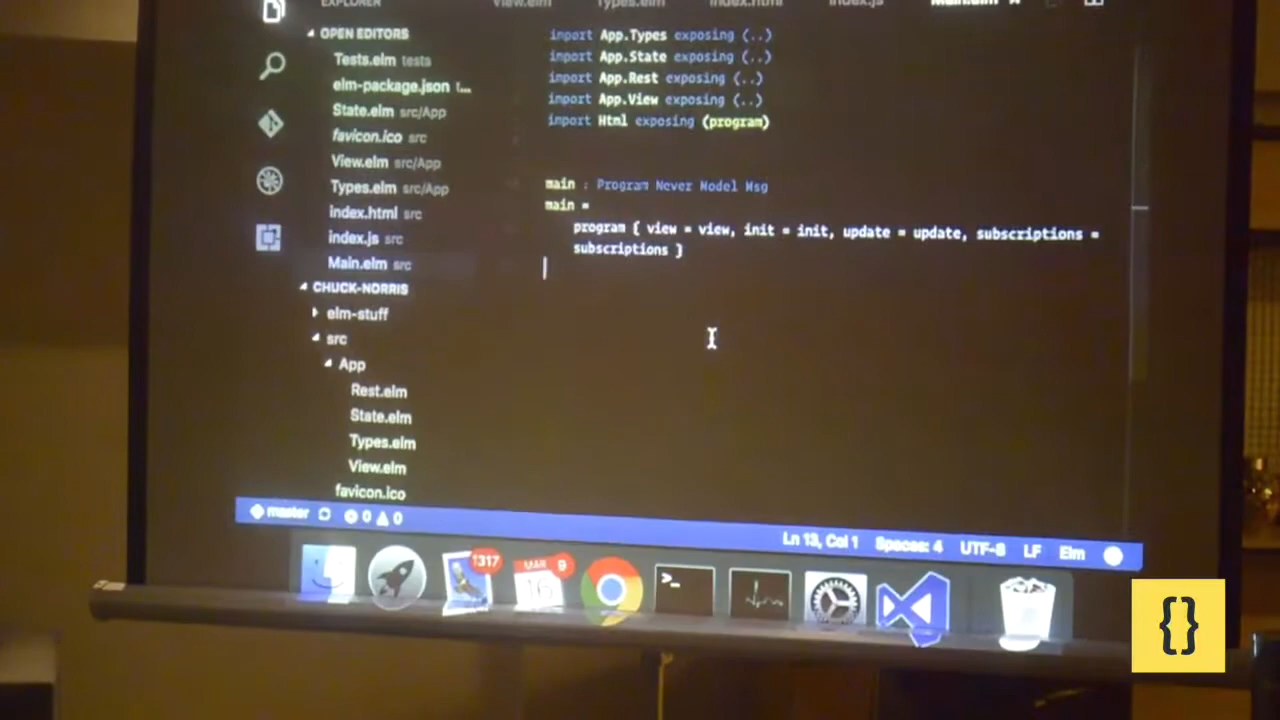 EXPLORER
View.elm Types.elm index.html index.js Main.elm
OPEN EDITORS
Tests.elm tests
elm-package.json t...
State.elm src/App
favicon.ico src
View.elm src/App
Types.elm src/App
index.html src
index.js src
Main.elm src
CHUCK-NORRIS
elm-stuff
src
App
Rest.elm
State.elm
Types.elm
View.elm
favicon.ico
import App.Types exposing (..)
import App.State exposing (..)
import App.Rest exposing (..)
import App.View exposing (..)
import Html exposing (program)
main : Program Never Model Msg
main =
program { view = view, init = init, update = update, subscriptions =
subscriptions }
master 0 0
Ln 13, Col 1 Spaces: 4 UTF-8 LF Elm
1317
MAR 9
16
>_
{}